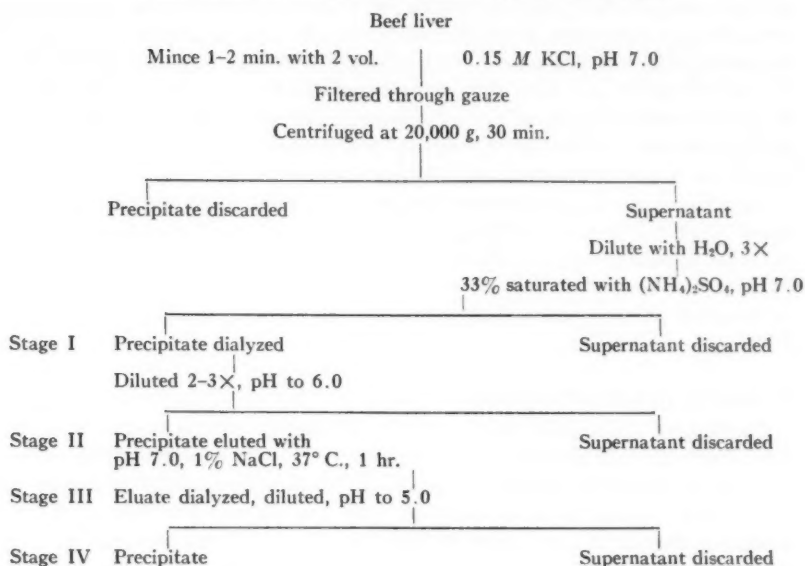 Beef liver
Mince 1–2 min. with 2 vol. 0.15 M KCl, pH 7.0
Filtered through gauze
Centrifuged at 20,000 g, 30 min.
Precipitate discarded Supernatant
Dilute with H₂O, 3×
33% saturated with (NH₄)₂SO₄, pH 7.0
Stage I Precipitate dialyzed Supernatant discarded
Diluted 2–3×, pH to 6.0
Stage II Precipitate eluted with Supernatant discarded
pH 7.0, 1% NaCl, 37° C., 1 hr.
Stage III Eluate dialyzed, diluted, pH to 5.0
Stage IV Precipitate Supernatant discarded